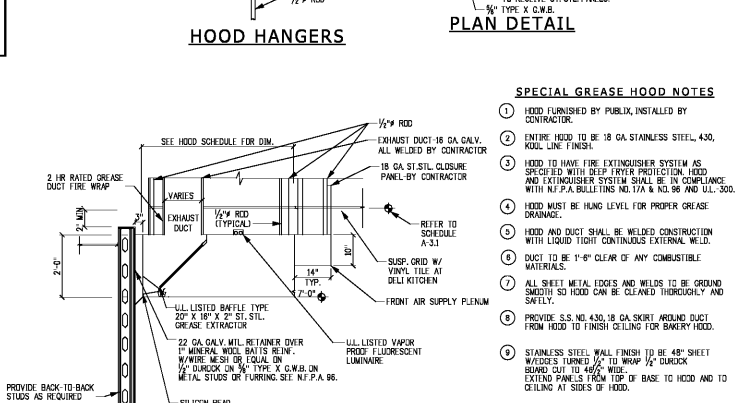 ½"ø ROD
HOOD HANGERS
⅝" TYPE X G.W.B.
PLAN DETAIL
SEE HOOD SCHEDULE FOR DIM.
½"ø ROD
EXHAUST DUCT-16 GA. GALV.
ALL WELDED BY CONTRACTOR
18 GA ST.STL. CLOSURE
PANEL-BY CONTRACTOR
2 HR RATED GREASE
DUCT FIRE WRAP
VARIES
EXHAUST
DUCT
½"ø ROD
(TYPICAL)
3"
2" MIN.
2'-0"
REFER TO
SCHEDULE
A-3.1
10"
SUSP. GRID W/
VINYL TILE AT
DELI KITCHEN
14"
TYP.
7'-0"
FRONT AIR SUPPLY PLENUM
U.L. LISTED BAFFLE TYPE
20" X 16" X 2" ST. STL.
GREASE EXTRACTOR
22 GA. GALV. MTL. RETAINER OVER
1" MINERAL WOOL BATTS REINF.
W/WIRE MESH OR EQUAL ON
½" DUROCK ON ⅝" TYPE X G.W.B. ON
METAL STUDS OR FURRING. SEE N.F.P.A. 96.
U.L. LISTED VAPOR
PROOF FLUORESCENT
LUMINAIRE
PROVIDE BACK-TO-BACK
STUDS AS REQUIRED
SILICON BEAD
SPECIAL GREASE HOOD NOTES
1 HOOD FURNISHED BY PUBLIX, INSTALLED BY
CONTRACTOR.
2 ENTIRE HOOD TO BE 18 GA. STAINLESS STEEL, 430,
KOOL LINE FINISH.
3 HOOD TO HAVE FIRE EXTINGUISHER SYSTEM AS
SPECIFIED WITH DEEP FRYER PROTECTION. HOOD
AND EXTINGUISHER SYSTEM SHALL BE IN COMPLIANCE
WITH N.F.P.A. BULLETINS NO. 17A & NO. 96 AND U.L.-300.
4 HOOD MUST BE HUNG LEVEL FOR PROPER GREASE
DRAINAGE.
5 HOOD AND DUCT SHALL BE WELDED CONSTRUCTION
WITH LIQUID TIGHT CONTINUOUS EXTERNAL WELD.
6 DUCT TO BE 1'-6" CLEAR OF ANY COMBUSTIBLE
MATERIALS.
7 ALL SHEET METAL EDGES AND WELDS TO BE GROUND
SMOOTH SO HOOD CAN BE CLEANED THOROUGHLY AND
SAFELY.
8 PROVIDE S.S. NO. 430, 18 GA. SKIRT AROUND DUCT
FROM HOOD TO FINISH CEILING FOR BAKERY HOOD.
9 STAINLESS STEEL WALL FINISH TO BE 48" SHEET
W/EDGES TURNED ½" TO WRAP ½" DUROCK
BOARD CUT TO 46½" WIDE.
EXTEND PANELS FROM TOP OF BASE TO HOOD AND TO
CEILING AT SIDES OF HOOD.